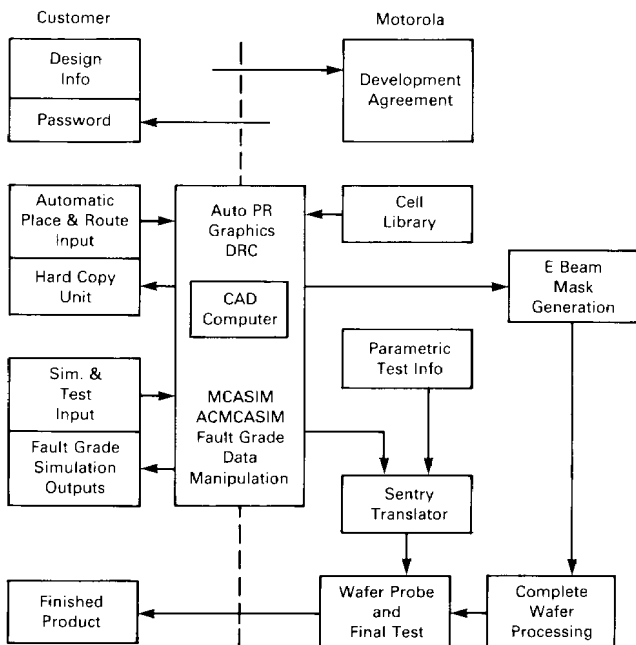 Customer
Motorola
Design
Info
Password
Development
Agreement
Automatic
Place & Route
Input
Hard Copy
Unit
Auto PR
Graphics
DRC
CAD
Computer
MCASIM
ACMCASIM
Fault Grade
Data
Manipulation
Cell
Library
E Beam
Mask
Generation
Parametric
Test Info
Sim. &
Test
Input
Fault Grade
Simulation
Outputs
Sentry
Translator
Finished
Product
Wafer Probe
and
Final Test
Complete
Wafer
Processing